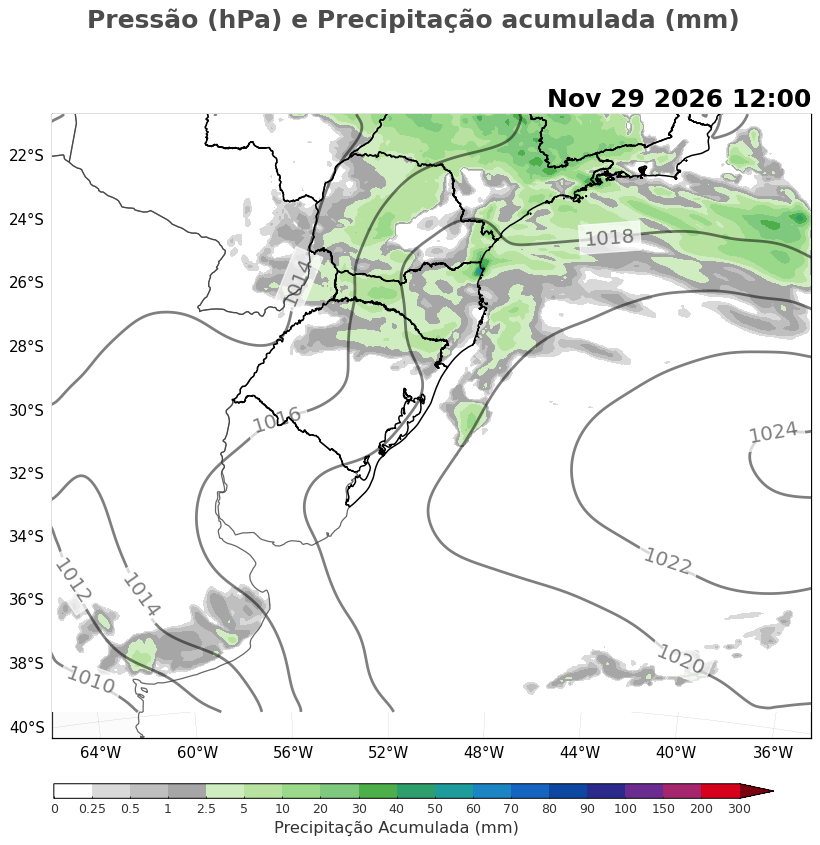 Pressão (hPa) e Precipitação acumulada (mm)
Nov 29 2026 12:00
22°S
24°S
26°S
28°S
30°S
32°S
34°S
36°S
38°S
40°S
1018
1014
1016
1024
1022
1012
1014
1020
1010
64°W 60°W 56°W 52°W 48°W 44°W 40°W 36°W
0 0.25 0.5 1 2.5 5 10 20 30 40 50 60 70 80 90 100 150 200 300
Precipitação Acumulada (mm)